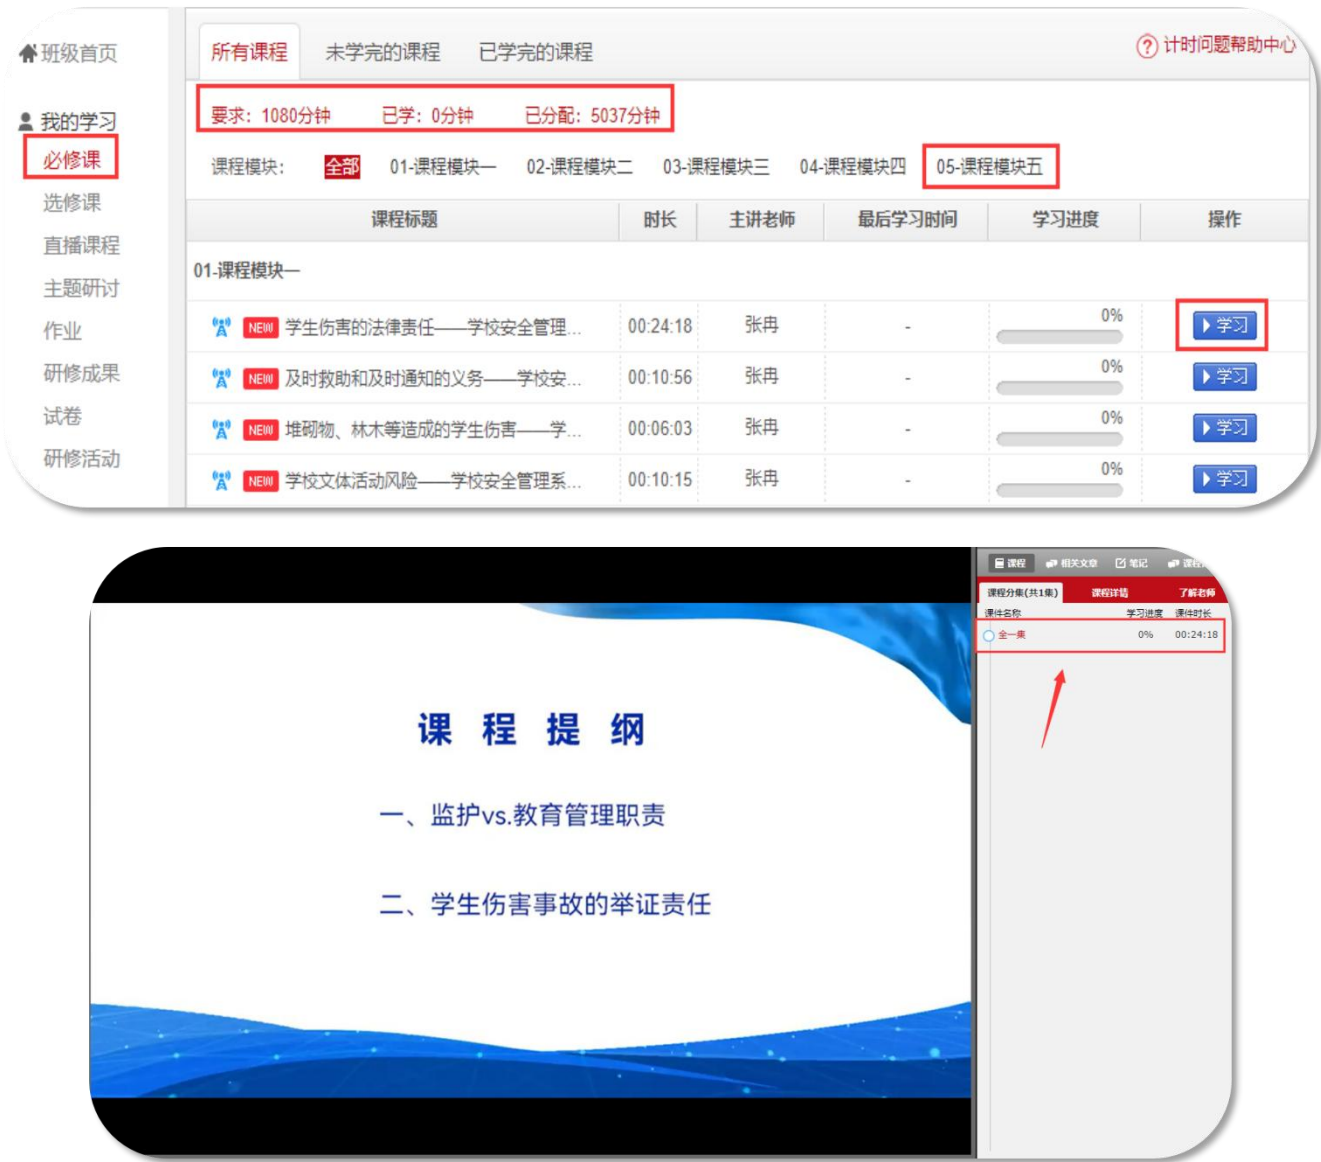 班级首页
我的学习
必修课
选修课
直播课程
主题研讨
作业
研修成果
试卷
研修活动
所有课程 未学完的课程 已学完的课程
计时问题帮助中心
要求：1080分钟 已学：0分钟 已分配：5037分钟
课程模块： 全部 01-课程模块一 02-课程模块二 03-课程模块三 04-课程模块四 05-课程模块五
课程标题 时长 主讲老师 最后学习时间 学习进度 操作
01-课程模块一
NEW 学生伤害的法律责任——学校安全管理... 00:24:18 张冉 - 0% 学习
NEW 及时救助和及时通知的义务——学校安... 00:10:56 张冉 - 0% 学习
NEW 堆砌物、林木等造成的学生伤害——学... 00:06:03 张冉 - 0% 学习
NEW 学校文体活动风险——学校安全管理系... 00:10:15 张冉 - 0% 学习
课程提纲
一、监护vs.教育管理职责
二、学生伤害事故的举证责任
课程 相关文章 笔记 课程
课程分集(共1集) 课程详情 了解老师
课件名称 学习进度 课件时长
全一集 0% 00:24:18